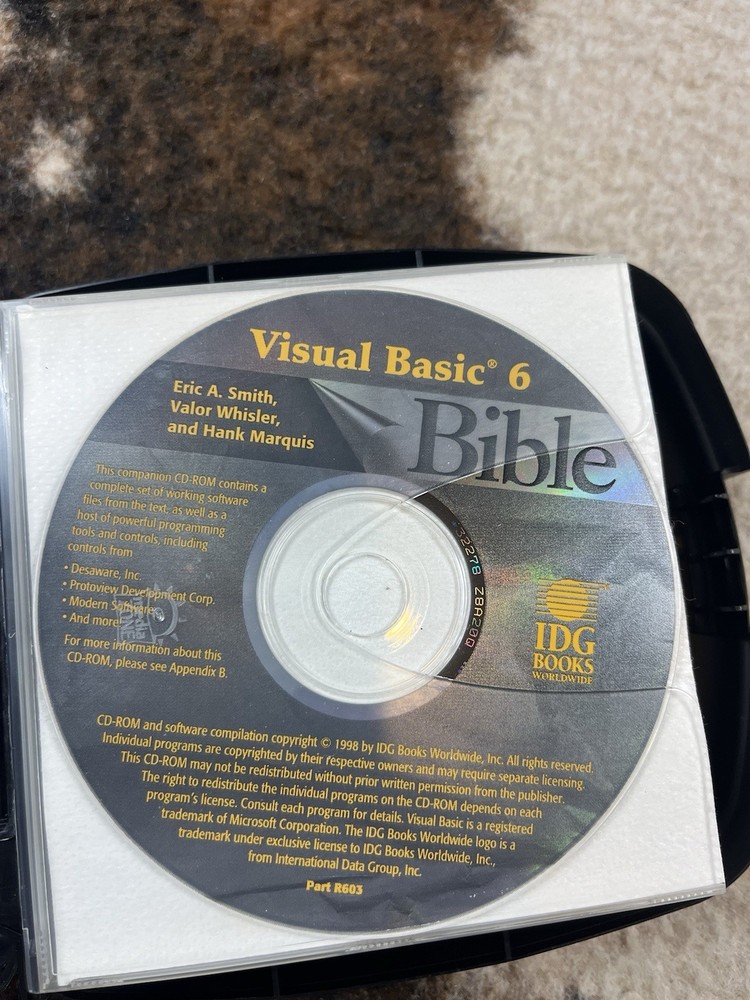 Visual Basic® 6
Eric A. Smith,
Valor Whisler,
and Hank Marquis
Bible
This companion CD-ROM contains a
complete set of working software
files from the text, as well as a
host of powerful programming
tools and controls, including
controls from
• Desaware, Inc.
• Protoview Development Corp.
• Modern Software
• And more!
For more information about this
CD-ROM, please see Appendix B.
IDG
BOOKS
WORLDWIDE
CD-ROM and software compilation copyright © 1998 by IDG Books Worldwide, Inc. All rights reserved.
Individual programs are copyrighted by their respective owners and may require separate licensing.
This CD-ROM may not be redistributed without prior written permission from the publisher.
The right to redistribute the individual programs on the CD-ROM depends on each
program's license. Consult each program for details. Visual Basic is a registered
trademark of Microsoft Corporation. The IDG Books Worldwide logo is a
trademark under exclusive license to IDG Books Worldwide, Inc.,
from International Data Group, Inc.
Part R603